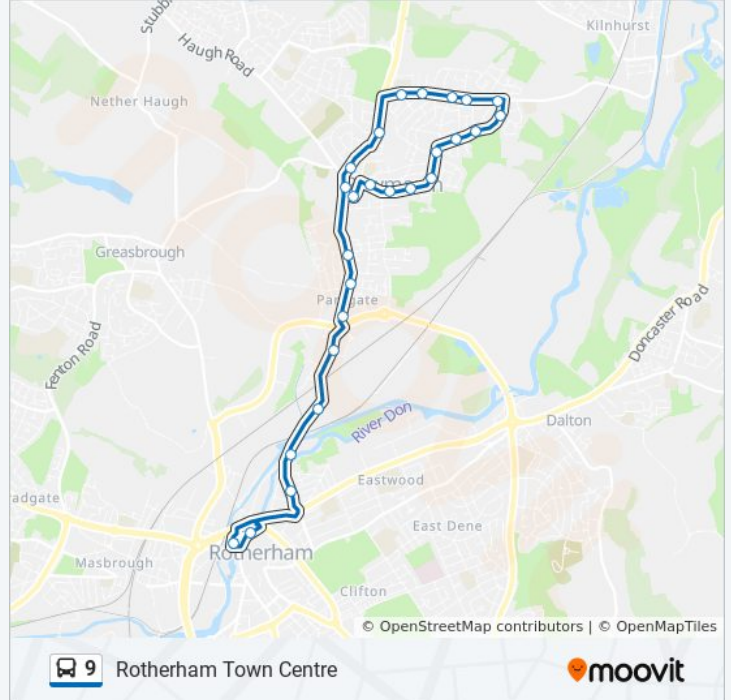 Kilnhurst
Haugh Road
Nether Haugh
Greasbrough
Parkgate
Fenton Road
Doncaster Road
River Don
Dalton
Eastwood
East Dene
Rotherham
Masbrough
Clifton
© OpenStreetMap contributors | © OpenMapTiles
9 Rotherham Town Centre
moovit